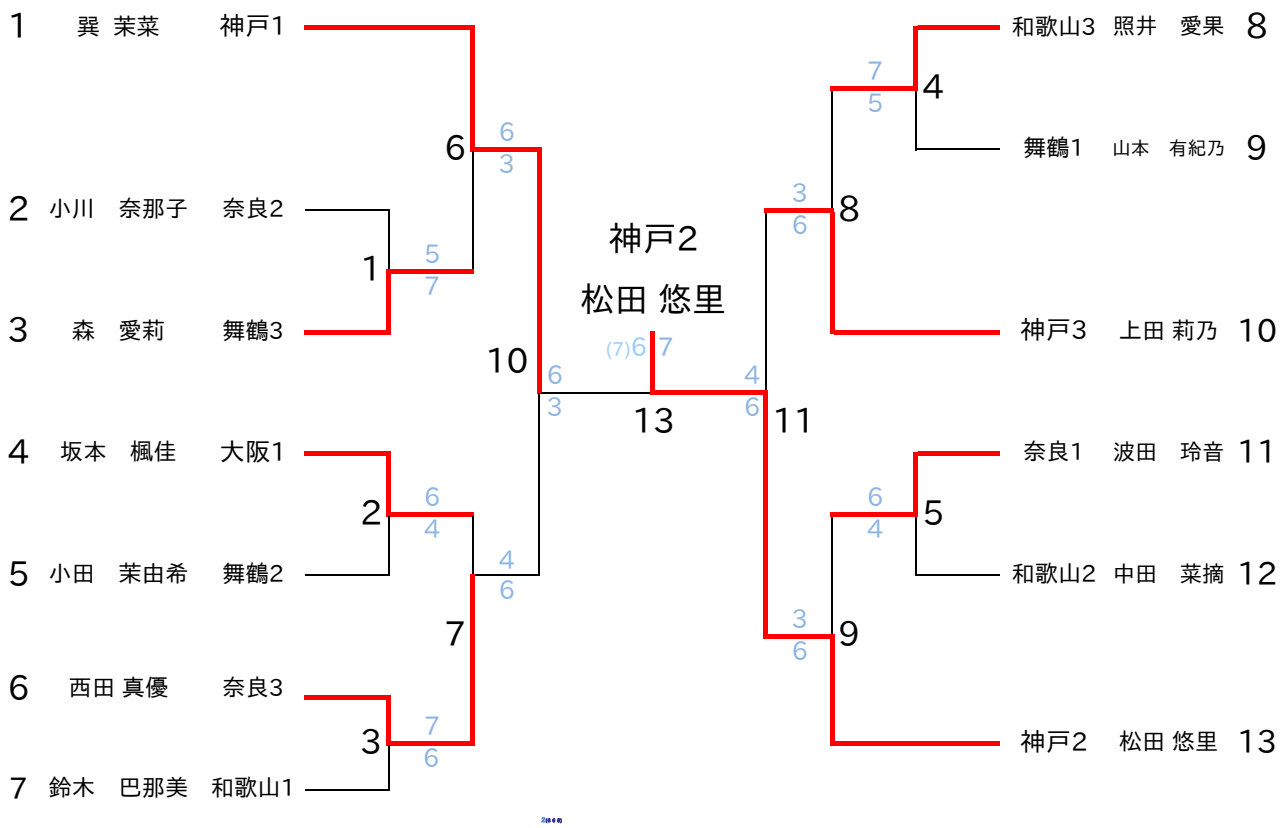 1 巽 茉菜 神戸1
2 小川 奈那子 奈良2
3 森 愛莉 舞鶴3
4 坂本 楓佳 大阪1
5 小田 茉由希 舞鶴2
6 西田 真優 奈良3
7 鈴木 巴那美 和歌山1
6
6
3
1
5
7
10
6
3
2
6
4
7
4
6
3
7
6
神戸2
松田 悠里
(7)6 7
13
和歌山3 照井 愛果 8
舞鶴1 山本 有紀乃 9
神戸3 上田 莉乃 10
奈良1 波田 玲音 11
和歌山2 中田 菜摘 12
神戸2 松田 悠里 13
7
5
4
3
6
8
4
6
11
6
4
5
3
6
9